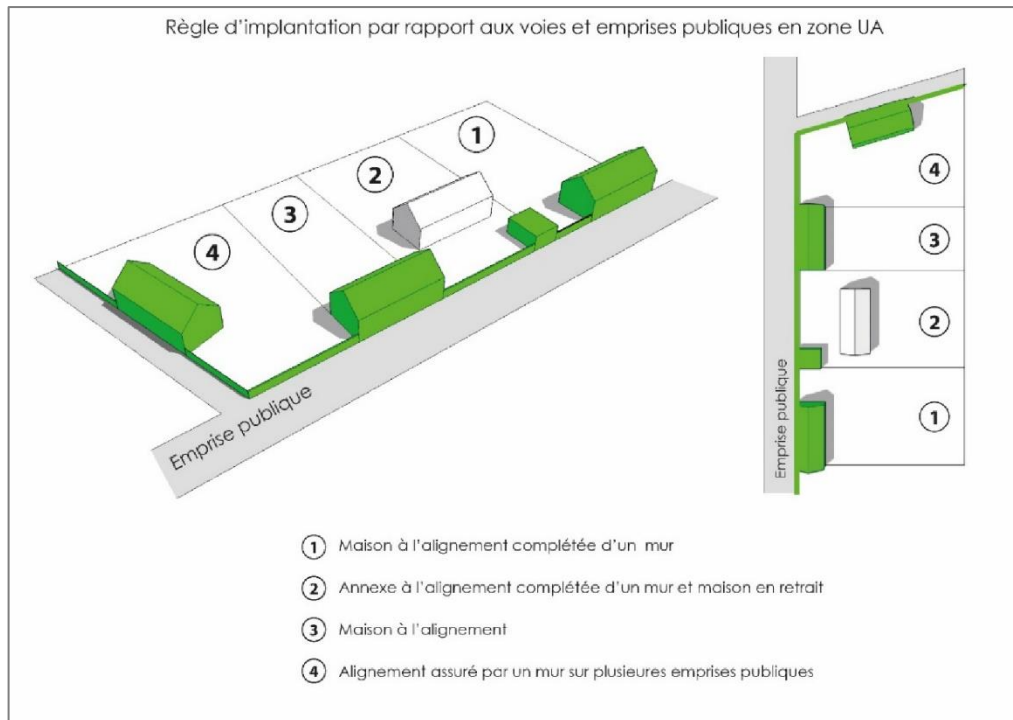 Règle d'implantation par rapport aux voies et emprises publiques en zone UA
1
2
3
4
Emprise publique
4
3
2
1
Emprise publique
1 Maison à l'alignement complétée d'un mur
2 Annexe à l'alignement complétée d'un mur et maison en retrait
3 Maison à l'alignement
4 Alignement assuré par un mur sur plusieures emprises publiques